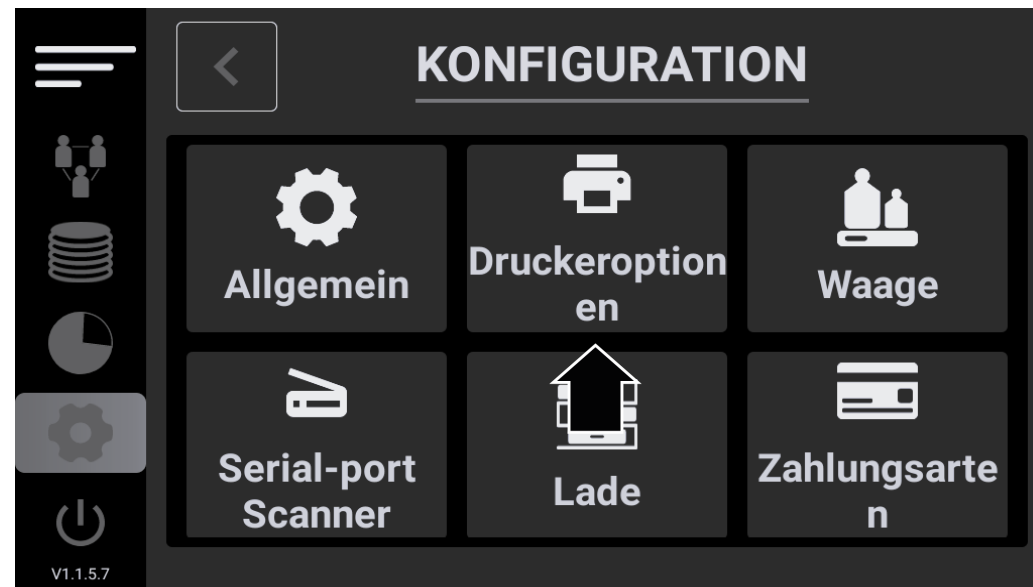 KONFIGURATION
Allgemein
Druckeroption
en
Waage
Serial-port
Scanner
Lade
Zahlungsarte
n
V1.1.5.7